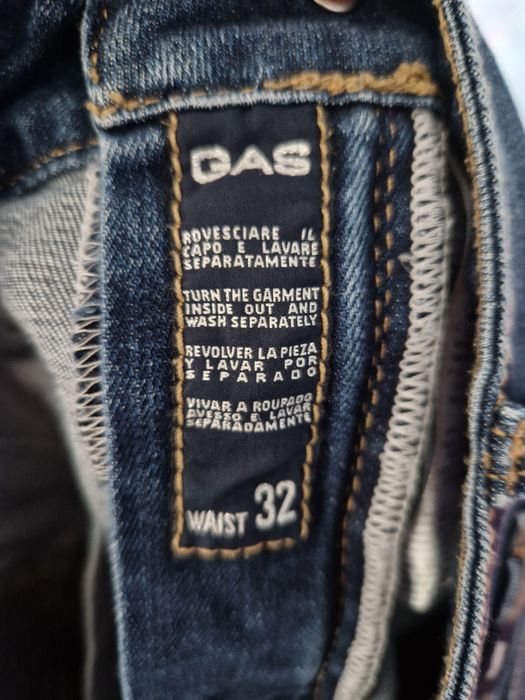 GAS
ROVESCIARE IL
CAPO E LAVARE
SEPARATAMENTE
TURN THE GARMENT
INSIDE OUT AND
WASH SEPARATELY
REVOLVER LA PIEZA
Y LAVAR POR
SEPARADO
VIVAR A ROUPADO
AVESSO E LAVAR
SEPARADAMENTE
WAIST 32